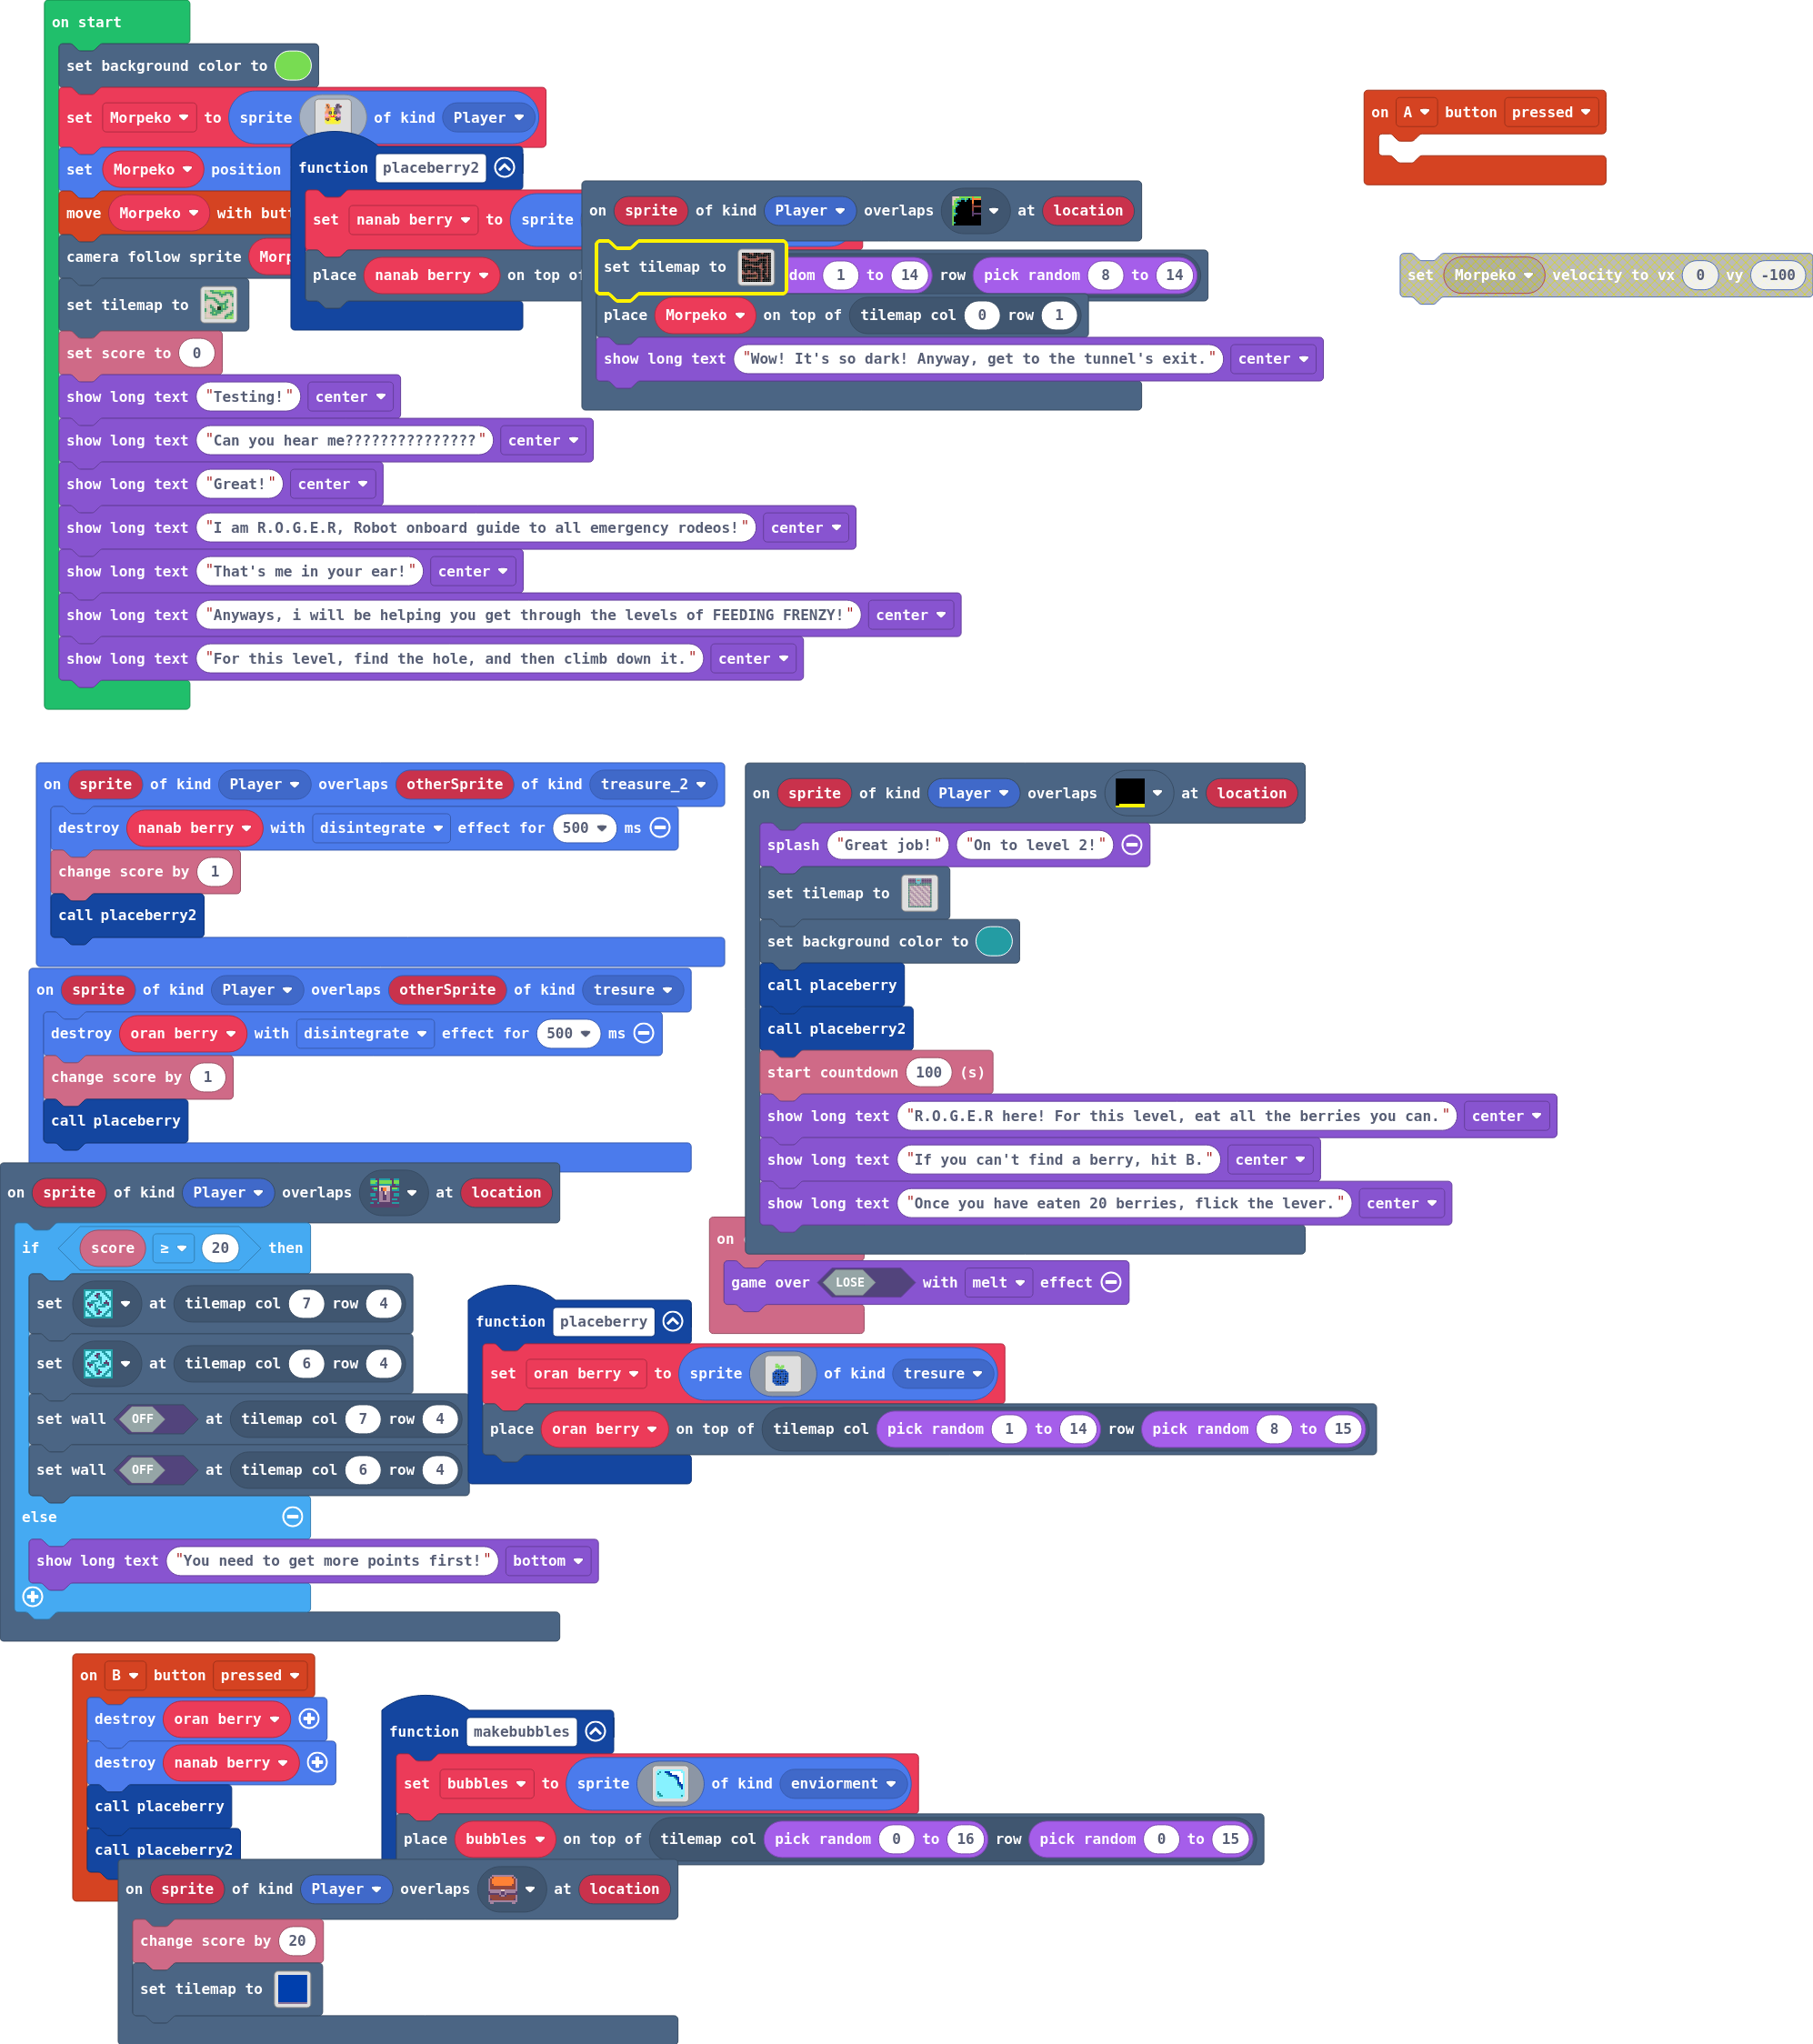 on start
set background color to
set Morpeko to sprite of kind Player
set Morpeko position
move Morpeko with
camera follow sprite
set tilemap to
set score to 0
show long text "Testing!" center
show long text "Can you hear me???????????????" center
show long text "Great!" center
show long text "I am R.O.G.E.R, Robot onboard guide to all emergency rodeos!" center
show long text "That's me in your ear!" center
show long text "Anyways, i will be helping you get through the levels of FEEDING FRENZY!" center
show long text "For this level, find the hole, and then climb down it." center
function placeberry2
set nanab berry to sprite
place nanab berry on top of
1 to 14 row pick random 8 to 14
on sprite of kind Player overlaps at location
set tilemap to
place Morpeko on top of tilemap col 0 row 1
show long text "Wow! It's so dark! Anyway, get to the tunnel's exit." center
on A button pressed
set Morpeko velocity to vx 0 vy -100
on sprite of kind Player overlaps otherSprite of kind treasure_2
destroy nanab berry with disintegrate effect for 500 ms
change score by 1
call placeberry2
on sprite of kind Player overlaps otherSprite of kind tresure
destroy oran berry with disintegrate effect for 500 ms
change score by 1
call placeberry
on sprite of kind Player overlaps at location
splash "Great job!" "On to level 2!"
set tilemap to
set background color to
call placeberry
call placeberry2
start countdown 100 (s)
show long text "R.O.G.E.R here! For this level, eat all the berries you can." center
show long text "If you can't find a berry, hit B." center
show long text "Once you have eaten 20 berries, flick the lever." center
on
game over LOSE with melt effect
on sprite of kind Player overlaps at location
if score ≥ 20 then
set at tilemap col 7 row 4
set at tilemap col 6 row 4
set wall OFF at tilemap col 7 row 4
set wall OFF at tilemap col 6 row 4
else
show long text "You need to get more points first!" bottom
function placeberry
set oran berry to sprite of kind tresure
place oran berry on top of tilemap col pick random 1 to 14 row pick random 8 to 15
on B button pressed
destroy oran berry
destroy nanab berry
call placeberry
call placeberry2
function makebubbles
set bubbles to sprite of kind enviorment
place bubbles on top of tilemap col pick random 0 to 16 row pick random 0 to 15
on sprite of kind Player overlaps at location
change score by 20
set tilemap to